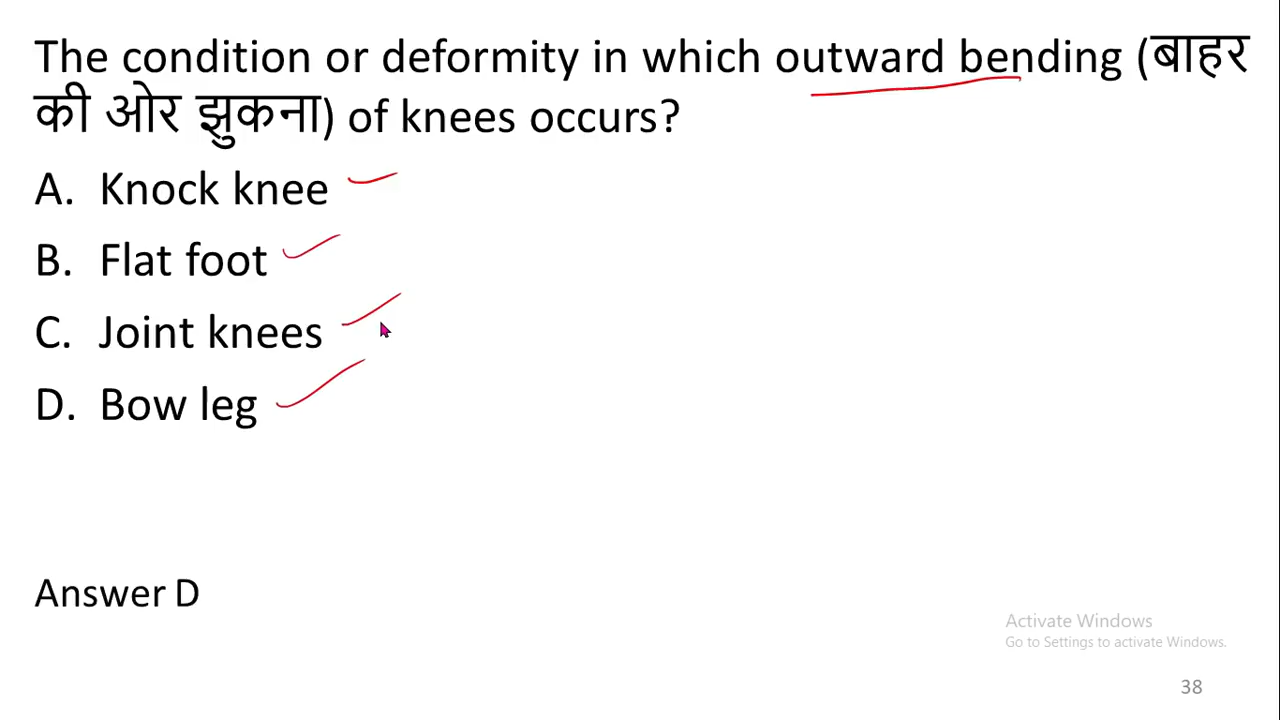 The condition or deformity in which outward bending (बाहर
की ओर झुकना) of knees occurs?
A. Knock knee
B. Flat foot
C. Joint knees
D. Bow leg
Answer D
Activate Windows
Go to Settings to activate Windows.
38